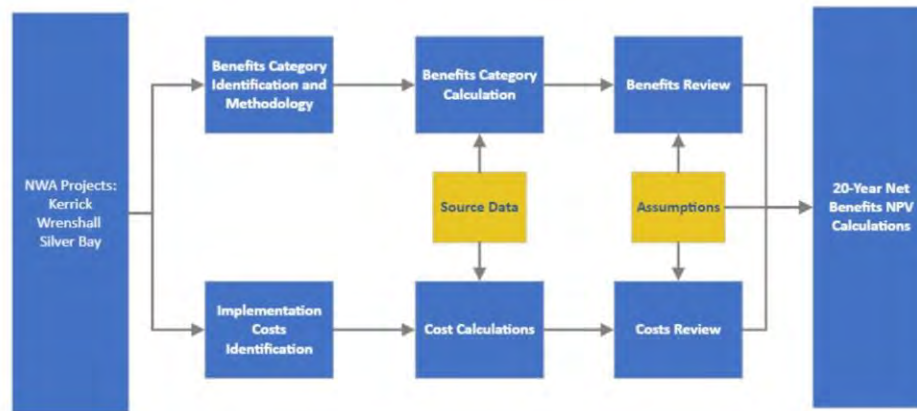 NWA Projects:
Kerrick
Wrenshall
Silver Bay
Benefits Category
Identification and
Methodology
Benefits Category
Calculation
Benefits Review
Source Data
Assumptions
Implementation
Costs
Identification
Cost Calculations
Costs Review
20-Year Net
Benefits NPV
Calculations